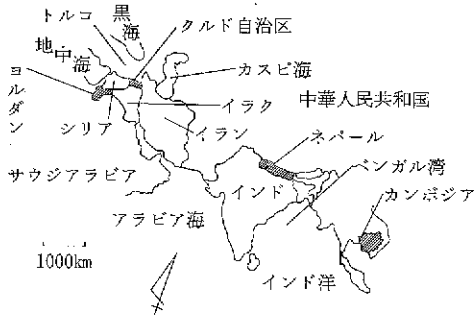 トルコ
黒海
クルド自治区
地中海
カスピ海
ヨルダン
中華人民共和国
シリア
イラク
イラン
ネパール
サウジアラビア
インド
ベンガル湾
カンボジア
アラビア海
1000km
インド洋